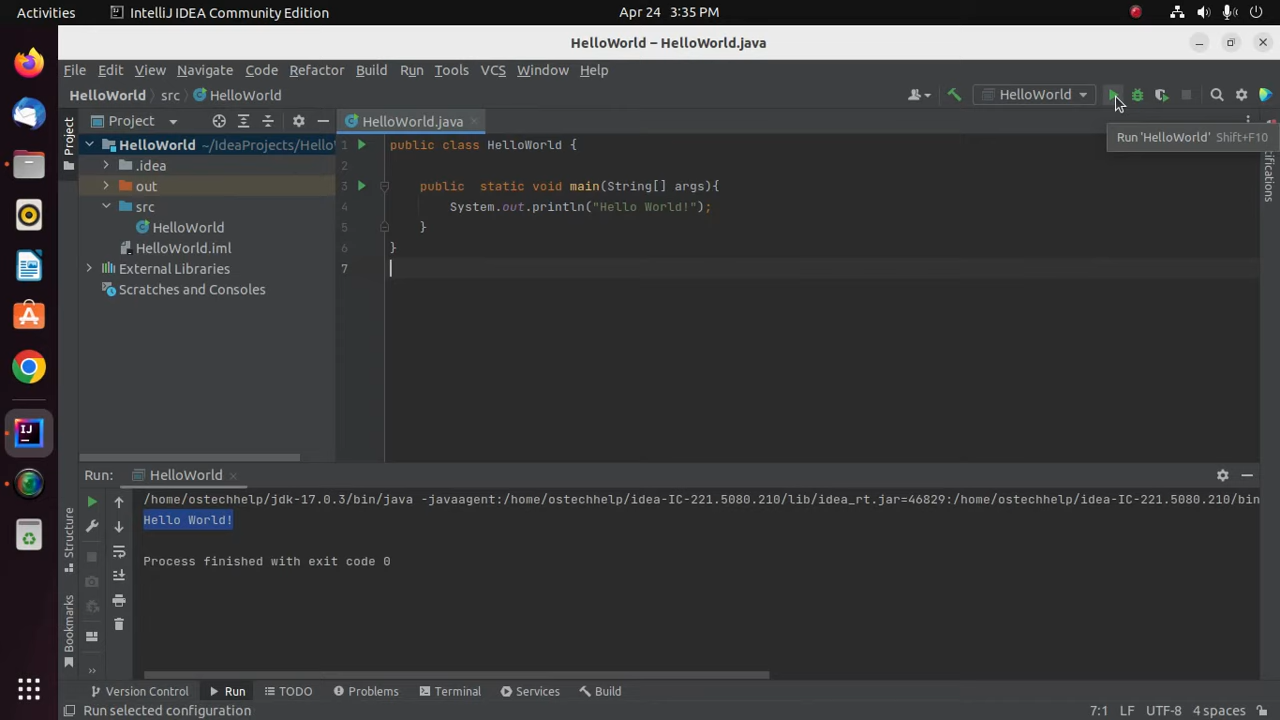 Activities IntelliJ IDEA Community Edition Apr 24 3:35 PM
HelloWorld – HelloWorld.java
File Edit View Navigate Code Refactor Build Run Tools VCS Window Help
HelloWorld src HelloWorld HelloWorld
Project HelloWorld.java
Run 'HelloWorld' Shift+F10
Project
HelloWorld ~/IdeaProjects/Hello
.idea
out
src
HelloWorld
HelloWorld.iml
External Libraries
Scratches and Consoles
1 public class HelloWorld {
2
3 public  static void main(String[] args){
4 System.out.println("Hello World!");
5 }
6 }
7
Run: HelloWorld
/home/ostechhelp/jdk-17.0.3/bin/java -javaagent:/home/ostechhelp/idea-IC-221.5080.210/lib/idea_rt.jar=46829:/home/ostechhelp/idea-IC-221.5080.210/bin
Hello World!
Process finished with exit code 0
Structure
Bookmarks
Version Control Run TODO Problems Terminal Services Build
Run selected configuration 7:1 LF UTF-8 4 spaces